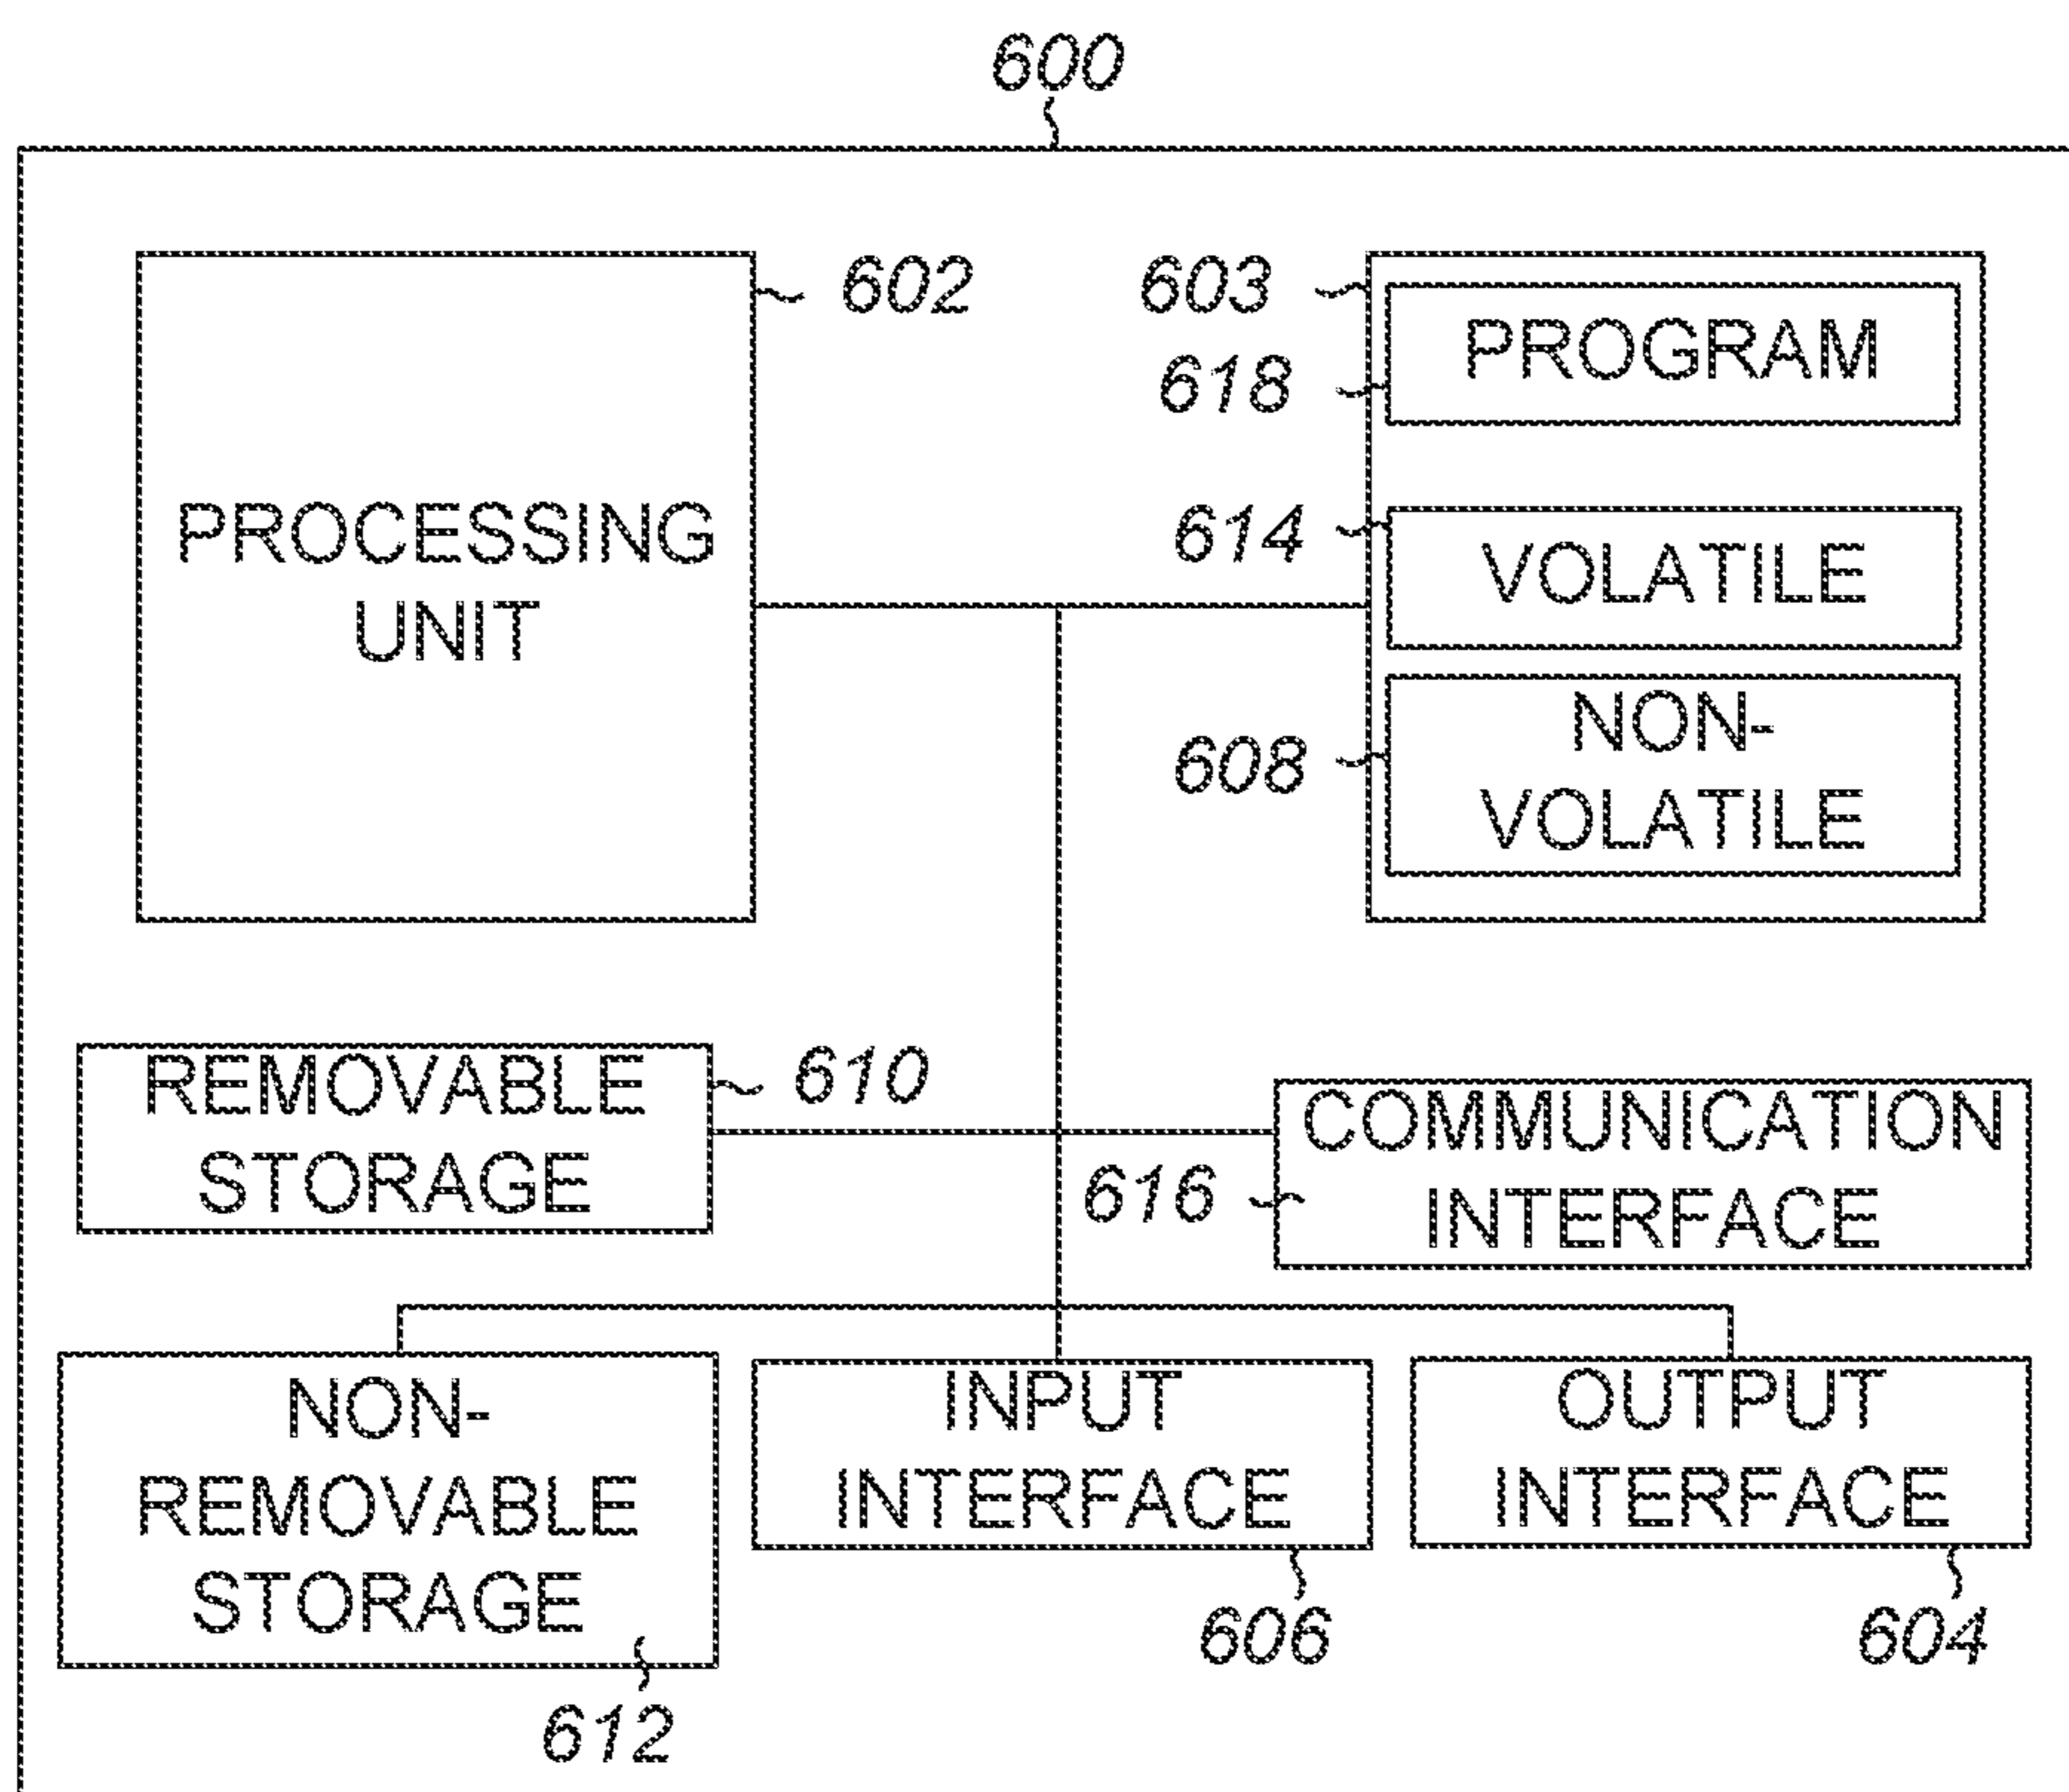 600
602
603
PROGRAM
618
PROCESSING
UNIT
614
VOLATILE
608
NON-
VOLATILE
REMOVABLE
STORAGE
610
616
COMMUNICATION
INTERFACE
NON-
REMOVABLE
STORAGE
612
INPUT
INTERFACE
606
OUTPUT
INTERFACE
604